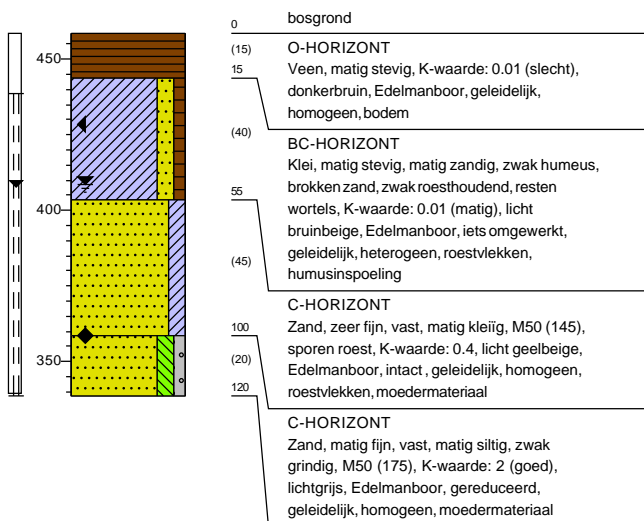 0
bosgrond
450
(15)
15
O-HORIZONT
Veen, matig stevig, K-waarde: 0.01 (slecht),
donkerbruin, Edelmanboor, geleidelijk,
homogeen, bodem
(40)
BC-HORIZONT
Klei, matig stevig, matig zandig, zwak humeus,
brokken zand, zwak roesthoudend, resten
wortels, K-waarde: 0.01 (matig), licht
bruinbeige, Edelmanboor, iets omgewerkt,
geleidelijk, heterogeen, roestvlekken,
humusinspoeling
400
55
(45)
C-HORIZONT
Zand, zeer fijn, vast, matig kleiïg, M50 (145),
sporen roest, K-waarde: 0.4, licht geelbeige,
Edelmanboor, intact , geleidelijk, homogeen,
roestvlekken, moedermateriaal
100
350
(20)
120
C-HORIZONT
Zand, matig fijn, vast, matig siltig, zwak
grindig, M50 (175), K-waarde: 2 (goed),
lichtgrijs, Edelmanboor, gereduceerd,
geleidelijk, homogeen, moedermateriaal